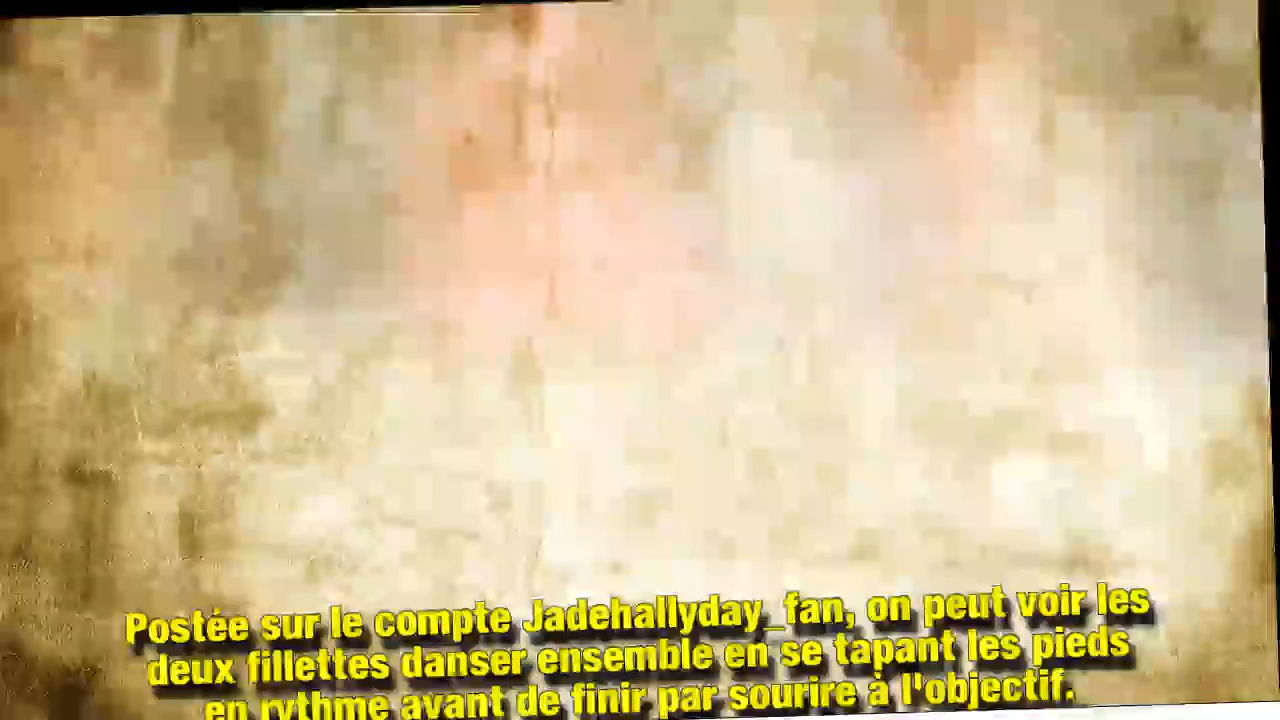 Postée sur le compte Jadehallyday_fan, on peut voir les
deux fillettes danser ensemble en se tapant les pieds
en rythme avant de finir par sourire à l'objectif.